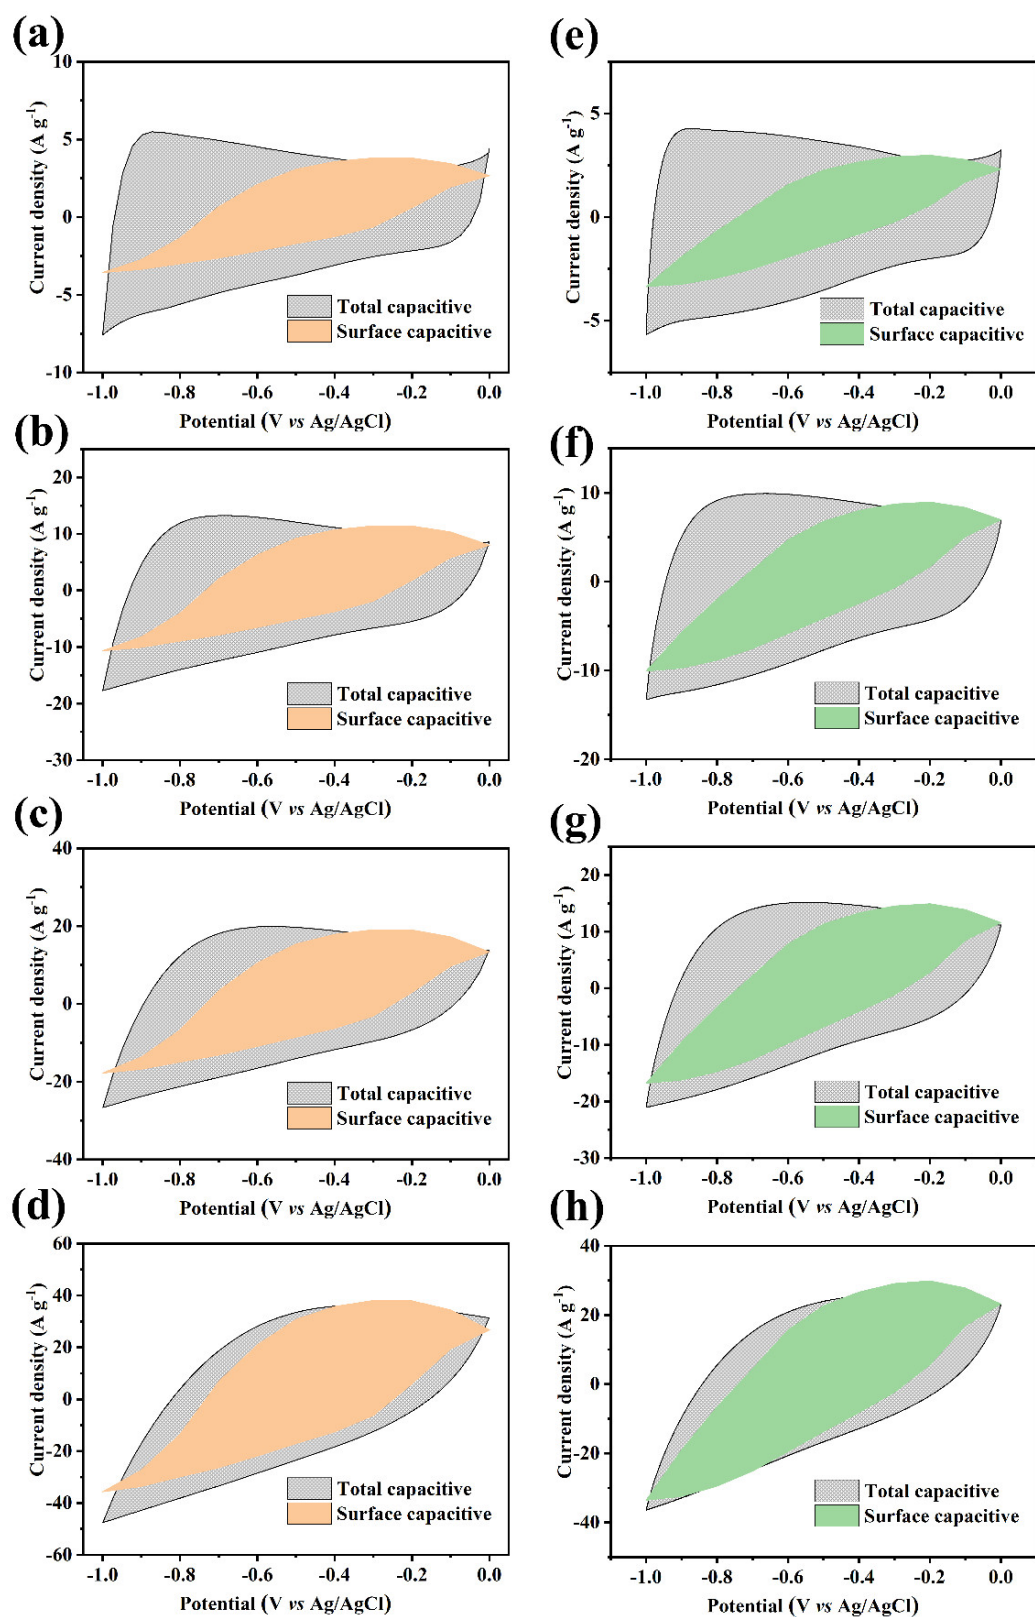 (a)
10
5
0
-5
-10
Current density (A g-1)
Total capacitive
Surface capacitive
-1.0 -0.8 -0.6 -0.4 -0.2 0.0
Potential (V vs Ag/AgCl)
(e)
5
0
-5
Current density (A g-1)
Total capacitive
Surface capacitive
-1.0 -0.8 -0.6 -0.4 -0.2 0.0
Potential (V vs Ag/AgCl)
(b)
20
10
0
-10
-20
-30
Current density (A g-1)
Total capacitive
Surface capacitive
-1.0 -0.8 -0.6 -0.4 -0.2 0.0
Potential (V vs Ag/AgCl)
(f)
10
0
-10
-20
Current density (A g-1)
Total capacitive
Surface capacitive
-1.0 -0.8 -0.6 -0.4 -0.2 0.0
Potential (V vs Ag/AgCl)
(c)
40
20
0
-20
-40
Current density (A g-1)
Total capacitive
Surface capacitive
-1.0 -0.8 -0.6 -0.4 -0.2 0.0
Potential (V vs Ag/AgCl)
(g)
20
10
0
-10
-20
-30
Current density (A g-1)
Total capacitive
Surface capacitive
-1.0 -0.8 -0.6 -0.4 -0.2 0.0
Potential (V vs Ag/AgCl)
(d)
60
40
20
0
-20
-40
-60
Current density (A g-1)
Total capacitive
Surface capacitive
-1.0 -0.8 -0.6 -0.4 -0.2 0.0
Potential (V vs Ag/AgCl)
(h)
40
20
0
-20
-40
Current density (A g-1)
Total capacitive
Surface capacitive
-1.0 -0.8 -0.6 -0.4 -0.2 0.0
Potential (V vs Ag/AgCl)